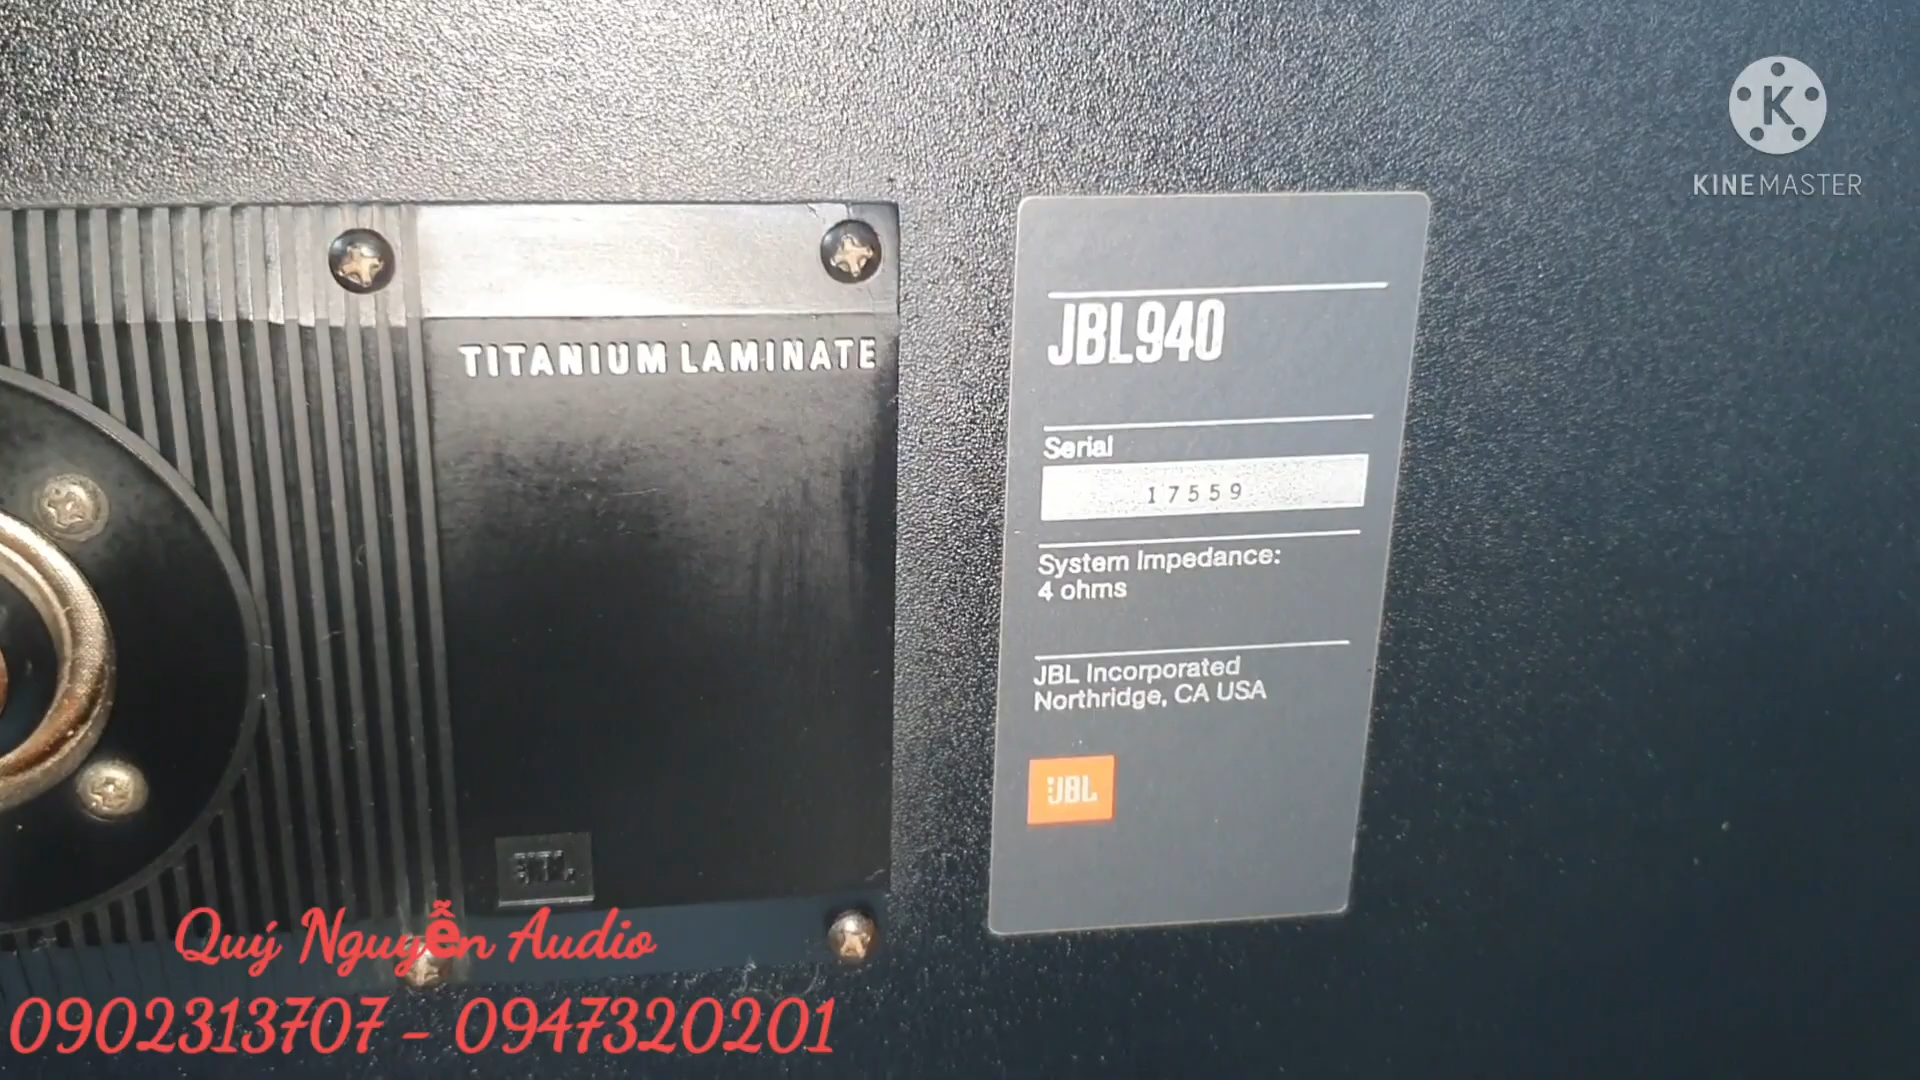 K
KINEMASTER
TITANIUM LAMINATE
JBL940
Serial
17559
System Impedance:
4 ohms
JBL Incorporated
Northridge, CA USA
JBL
JBL
Quý Nguyễn Audio
0902313707 - 0947320201